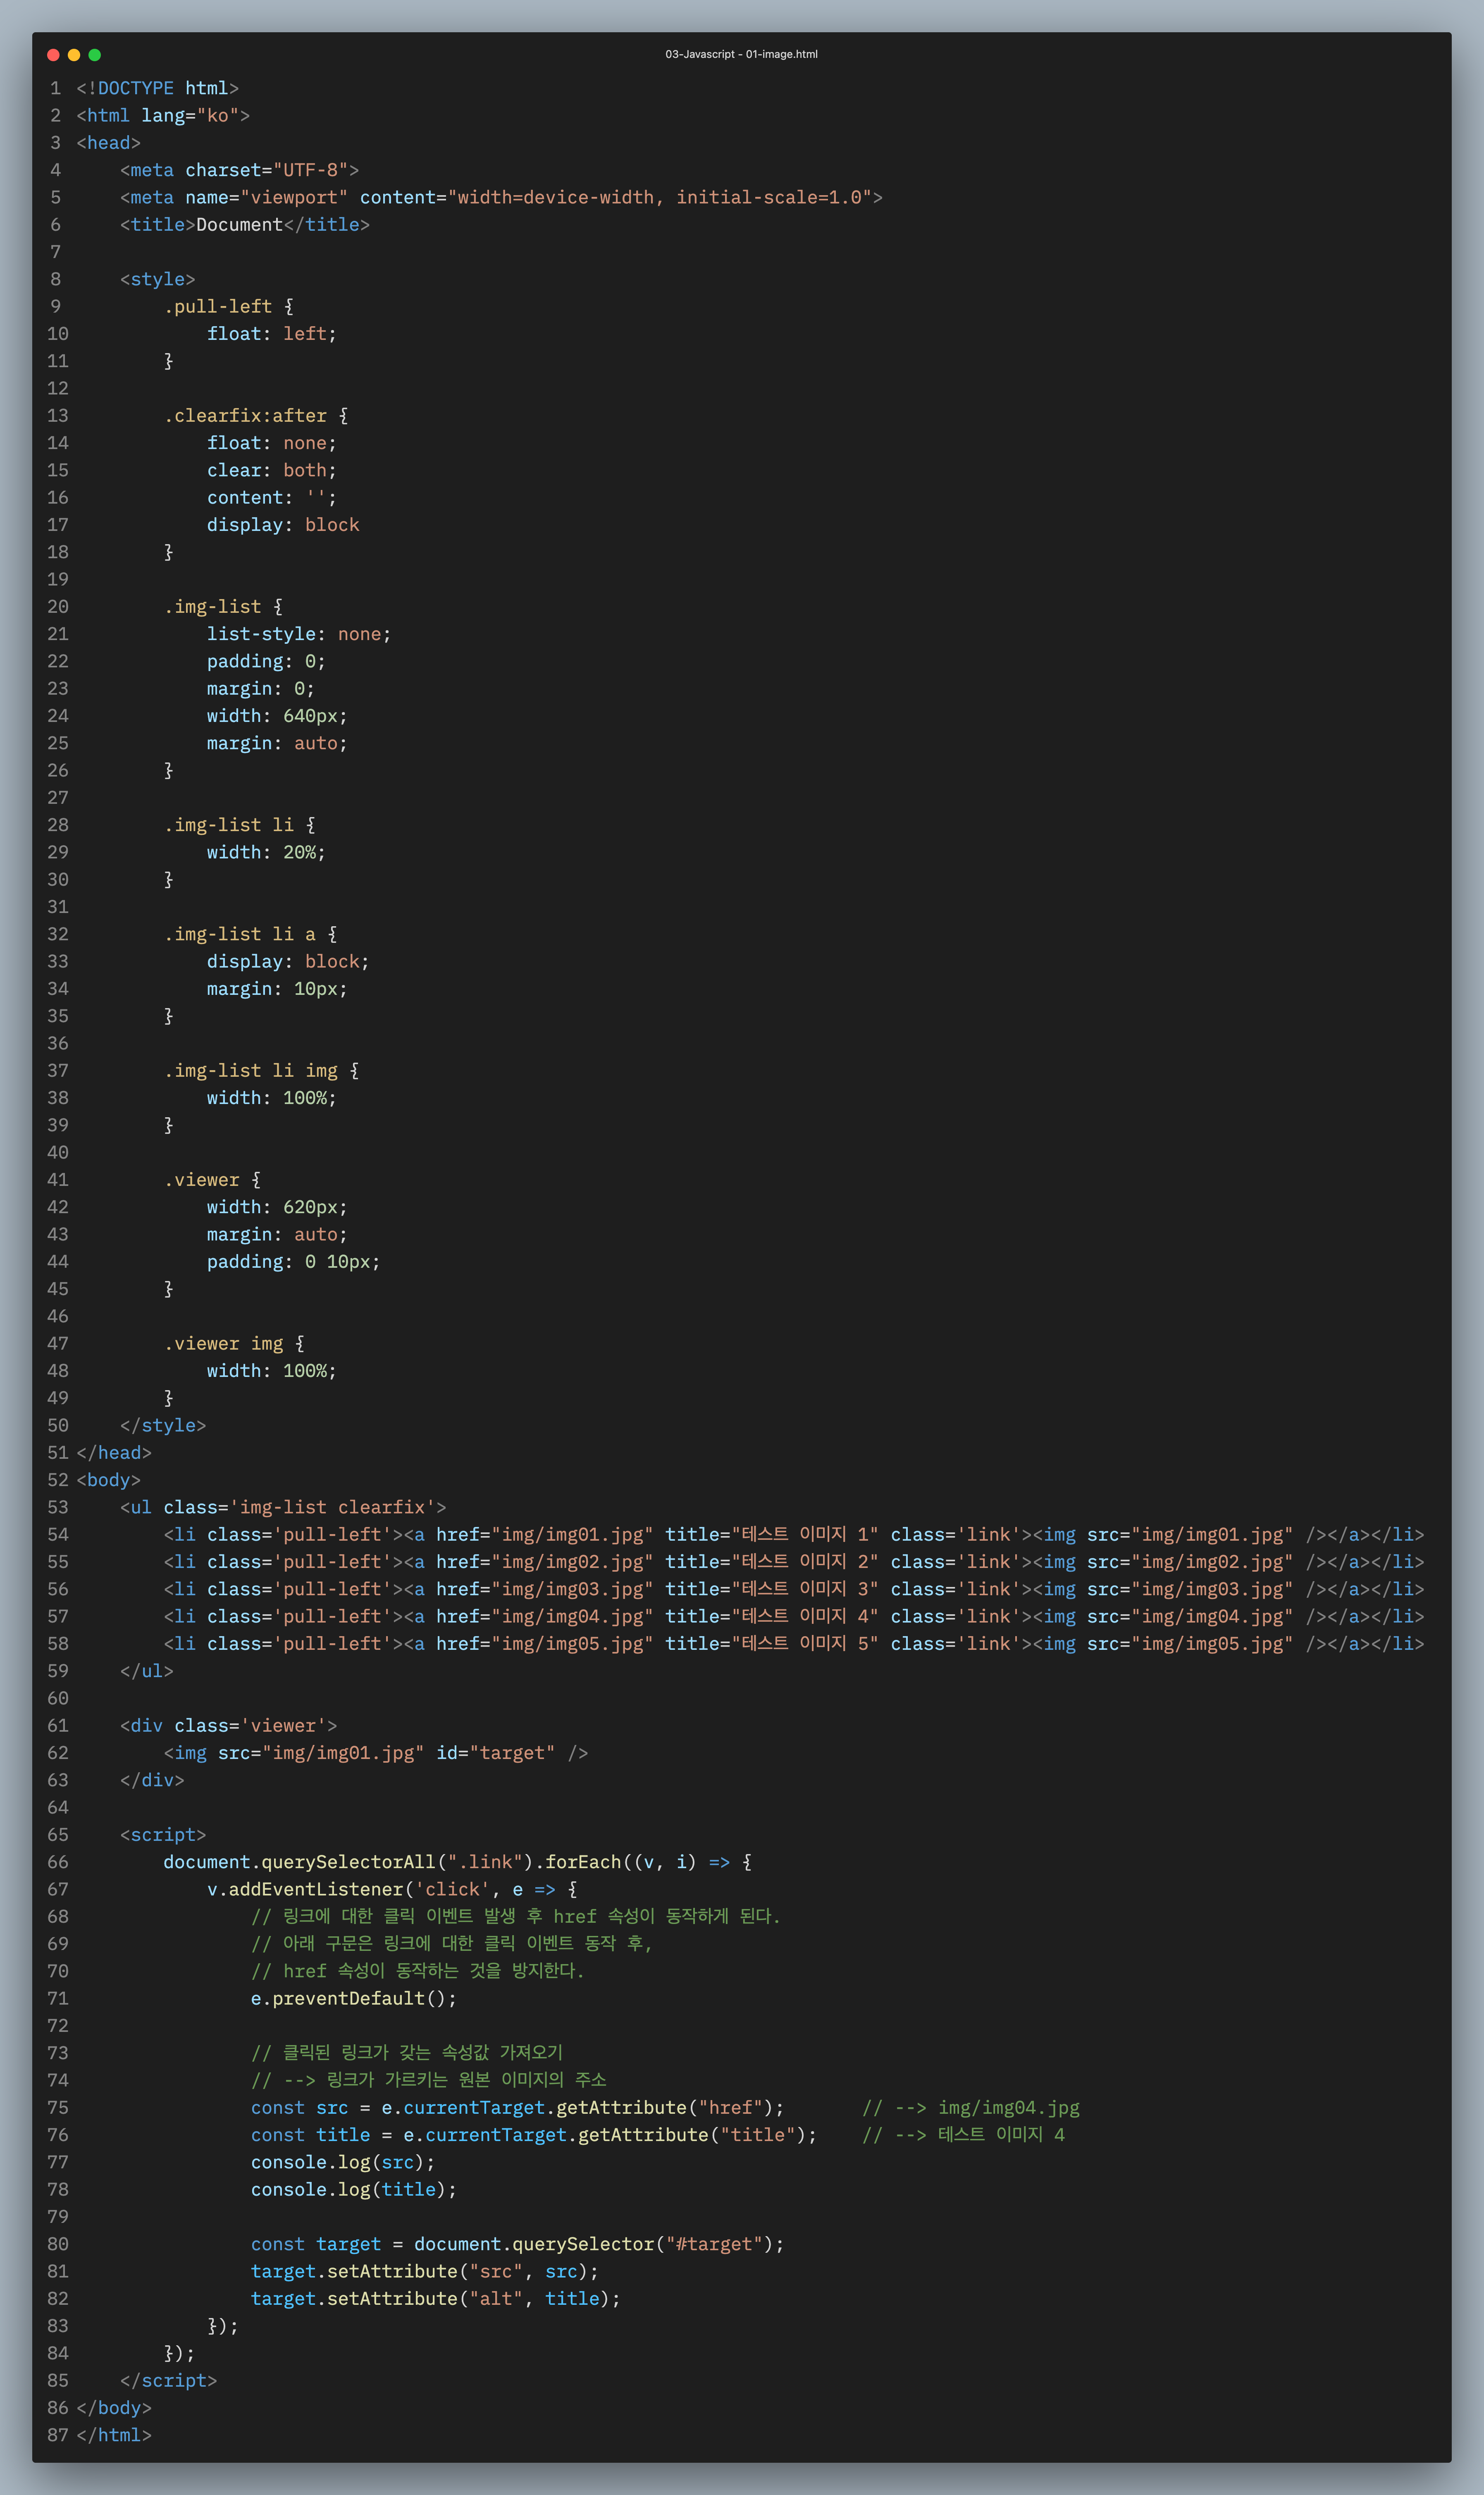 03-Javascript - 01-image.html
1 <!DOCTYPE html>
2 <html lang="ko">
3 <head>
4     <meta charset="UTF-8">
5     <meta name="viewport" content="width=device-width, initial-scale=1.0">
6     <title>Document</title>
7
8     <style>
9         .pull-left {
10             float: left;
11         }
12
13         .clearfix:after {
14             float: none;
15             clear: both;
16             content: '';
17             display: block
18         }
19
20         .img-list {
21             list-style: none;
22             padding: 0;
23             margin: 0;
24             width: 640px;
25             margin: auto;
26         }
27
28         .img-list li {
29             width: 20%;
30         }
31
32         .img-list li a {
33             display: block;
34             margin: 10px;
35         }
36
37         .img-list li img {
38             width: 100%;
39         }
40
41         .viewer {
42             width: 620px;
43             margin: auto;
44             padding: 0 10px;
45         }
46
47         .viewer img {
48             width: 100%;
49         }
50     </style>
51 </head>
52 <body>
53     <ul class='img-list clearfix'>
54         <li class='pull-left'><a href="img/img01.jpg" title="테스트 이미지 1" class='link'><img src="img/img01.jpg" /></a></li>
55         <li class='pull-left'><a href="img/img02.jpg" title="테스트 이미지 2" class='link'><img src="img/img02.jpg" /></a></li>
56         <li class='pull-left'><a href="img/img03.jpg" title="테스트 이미지 3" class='link'><img src="img/img03.jpg" /></a></li>
57         <li class='pull-left'><a href="img/img04.jpg" title="테스트 이미지 4" class='link'><img src="img/img04.jpg" /></a></li>
58         <li class='pull-left'><a href="img/img05.jpg" title="테스트 이미지 5" class='link'><img src="img/img05.jpg" /></a></li>
59     </ul>
60
61     <div class='viewer'>
62         <img src="img/img01.jpg" id="target" />
63     </div>
64
65     <script>
66         document.querySelectorAll(".link").forEach((v, i) => {
67             v.addEventListener('click', e => {
68                 // 링크에 대한 클릭 이벤트 발생 후 href 속성이 동작하게 된다.
69                 // 아래 구문은 링크에 대한 클릭 이벤트 동작 후,
70                 // href 속성이 동작하는 것을 방지한다.
71                 e.preventDefault();
72
73                 // 클릭된 링크가 갖는 속성값 가져오기
74                 // --> 링크가 가르키는 원본 이미지의 주소
75                 const src = e.currentTarget.getAttribute("href");       // --> img/img04.jpg
76                 const title = e.currentTarget.getAttribute("title");    // --> 테스트 이미지 4
77                 console.log(src);
78                 console.log(title);
79
80                 const target = document.querySelector("#target");
81                 target.setAttribute("src", src);
82                 target.setAttribute("alt", title);
83             });
84         });
85     </script>
86 </body>
87 </html>